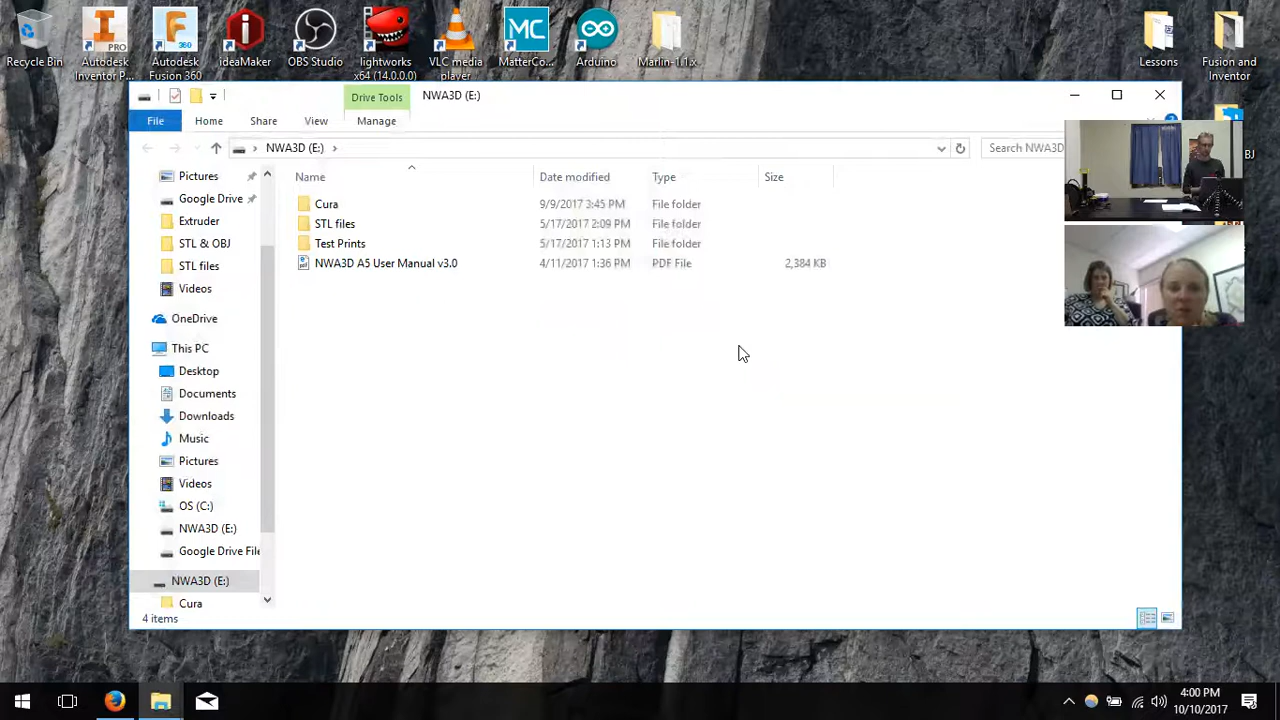 Recycle Bin
Autodesk
Inventor P...
Autodesk
Fusion 360
ideaMaker
OBS Studio
lightworks
x64 (14.0.0.0)
VLC media
player
MatterCo...
Arduino
Marlin-1.1.x
Lessons
Fusion and
Inventor
PRO
360
MC
BJ
Drive Tools
NWA3D (E:)
File
Home
Share
View
Manage
NWA3D (E:)
Search NWA3D
Name
Date modified
Type
Size
Cura
9/9/2017 3:45 PM
File folder
STL files
5/17/2017 2:09 PM
File folder
Test Prints
5/17/2017 1:13 PM
File folder
NWA3D A5 User Manual v3.0
4/11/2017 1:36 PM
PDF File
2,384 KB
Pictures
Google Drive
Extruder
STL & OBJ
STL files
Videos
OneDrive
This PC
Desktop
Documents
Downloads
Music
Pictures
Videos
OS (C:)
NWA3D (E:)
Google Drive File
NWA3D (E:)
Cura
4 items
4:00 PM
10/10/2017